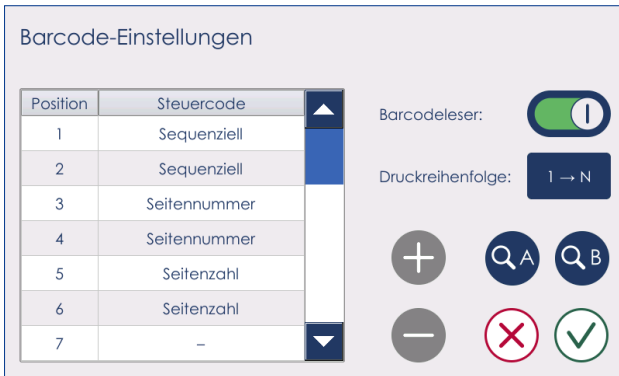 Barcode-Einstellungen
Position Steuercode
1 Sequenziell
2 Sequenziell
3 Seitennummer
4 Seitennummer
5 Seitenzahl
6 Seitenzahl
7 –
Barcodeleser:
Druckreihenfolge: 1 → N
A B